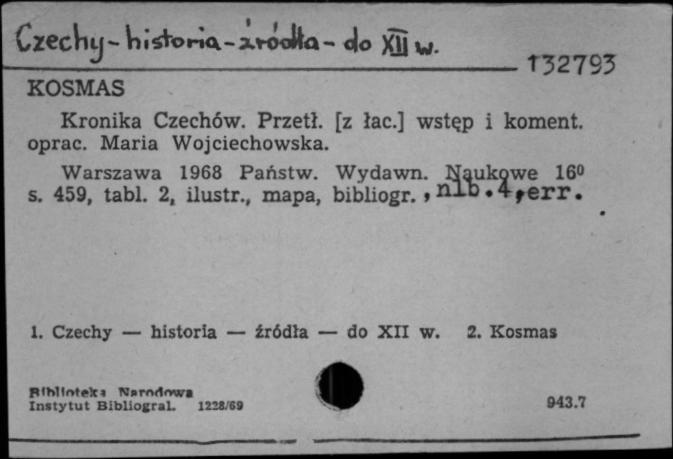 Czechy - historia - źródła - do XII w.
132793
KOSMAS
Kronika Czechów. Przetł. [z łac.] wstęp i koment.
oprac. Maria Wojciechowska.
Warszawa 1968 Państw. Wydawn. Naukowe 16⁰
s. 459, tabl. 2, ilustr., mapa, bibliogr. , nlb. 4, err.
1. Czechy — historia — źródła — do XII w. 2. Kosmas
Biblioteka Narodowa
Instytut Bibliograf. 1228/69
943.7